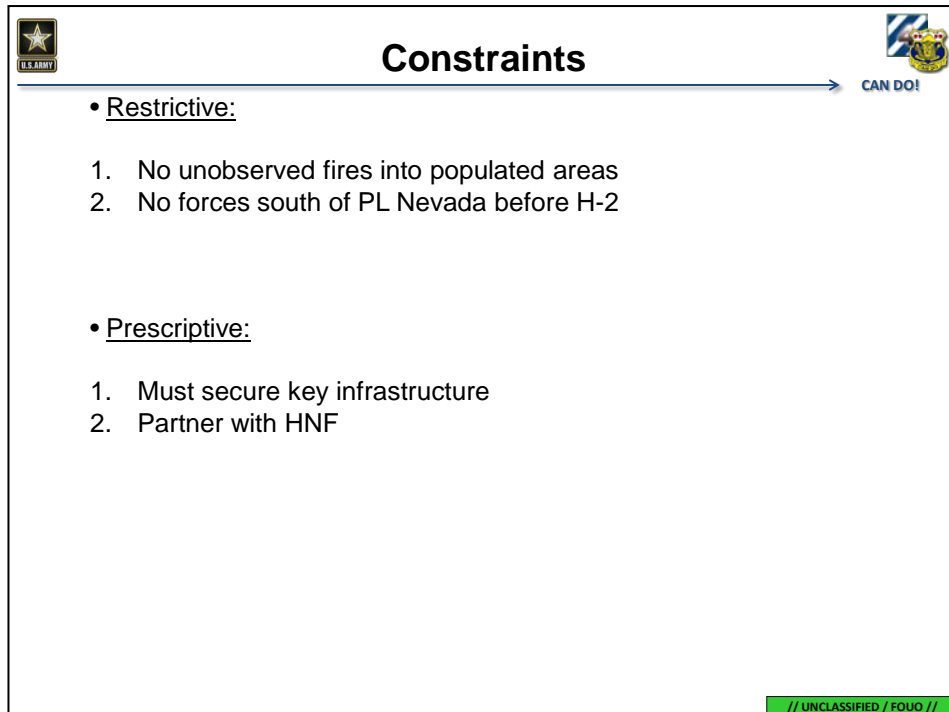 U.S.ARMY
Constraints
CAN DO!
• Restrictive:
1. No unobserved fires into populated areas
2. No forces south of PL Nevada before H-2
• Prescriptive:
1. Must secure key infrastructure
2. Partner with HNF
// UNCLASSIFIED / FOUO //